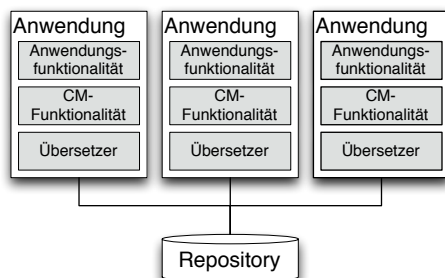 Anwendung
Anwendungs-
funktionalität
CM-
Funktionalität
Übersetzer
Anwendung
Anwendungs-
funktionalität
CM-
Funktionalität
Übersetzer
Anwendung
Anwendungs-
funktionalität
CM-
Funktionalität
Übersetzer
Repository